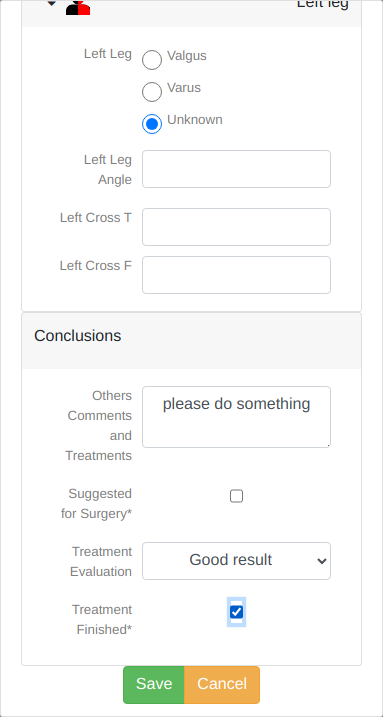 Left leg
Left Leg
Valgus
Varus
Unknown
Left Leg
Angle
Left Cross T
Left Cross F
Conclusions
Others
Comments
and
Treatments
please do something
Suggested
for Surgery*
Treatment
Evaluation
Good result
Treatment
Finished*
Save Cancel